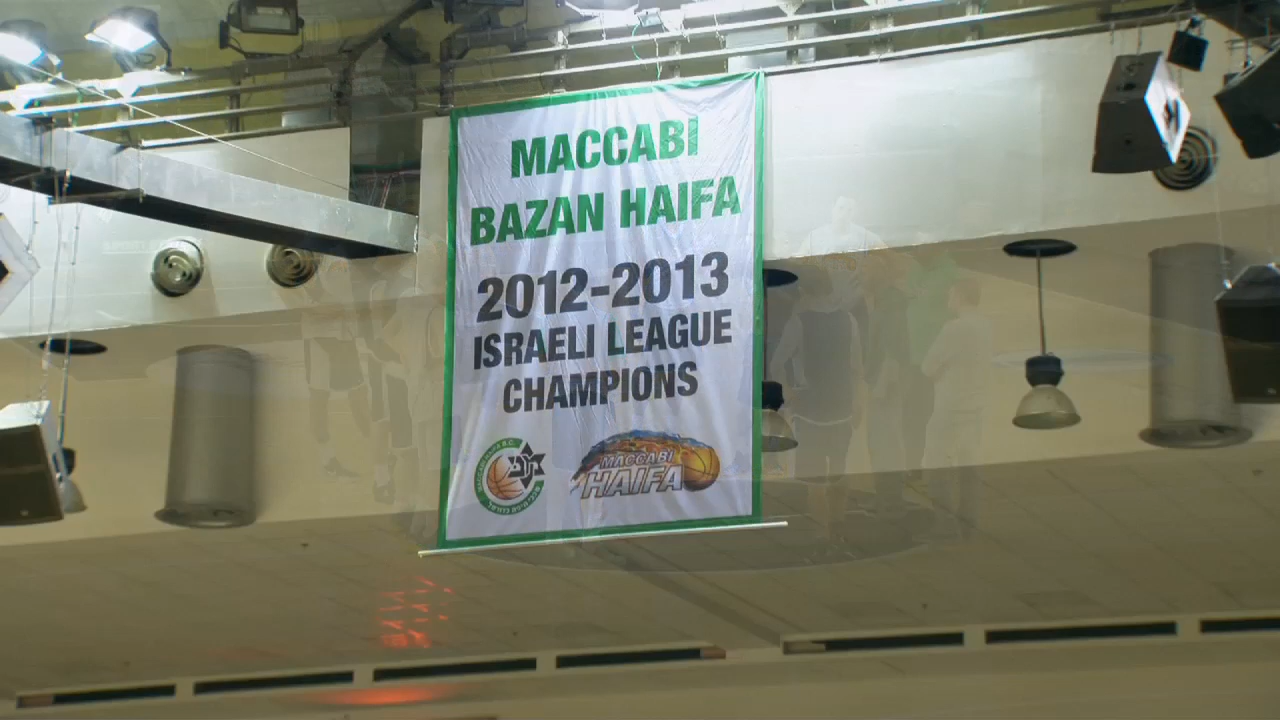 MACCABI
BAZAN HAIFA
2012-2013
ISRAELI LEAGUE
CHAMPIONS
MACCABI
HAIFA